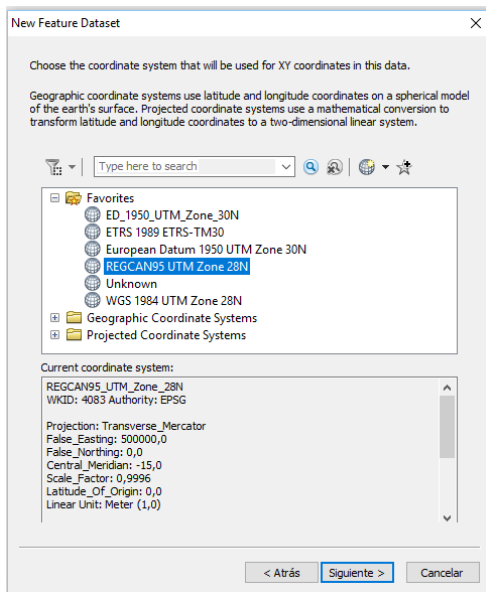 New Feature Dataset
Choose the coordinate system that will be used for XY coordinates in this data.
Geographic coordinate systems use latitude and longitude coordinates on a spherical model
of the earth's surface. Projected coordinate systems use a mathematical conversion to
transform latitude and longitude coordinates to a two-dimensional linear system.
Type here to search
Favorites
ED_1950_UTM_Zone_30N
ETRS 1989 ETRS-TM30
European Datum 1950 UTM Zone 30N
REGCAN95 UTM Zone 28N
Unknown
WGS 1984 UTM Zone 28N
Geographic Coordinate Systems
Projected Coordinate Systems
Current coordinate system:
REGCAN95_UTM_Zone_28N
WKID: 4083 Authority: EPSG
Projection: Transverse_Mercator
False_Easting: 500000,0
False_Northing: 0,0
Central_Meridian: -15,0
Scale_Factor: 0,9996
Latitude_Of_Origin: 0,0
Linear Unit: Meter (1,0)
< Atrás Siguiente > Cancelar